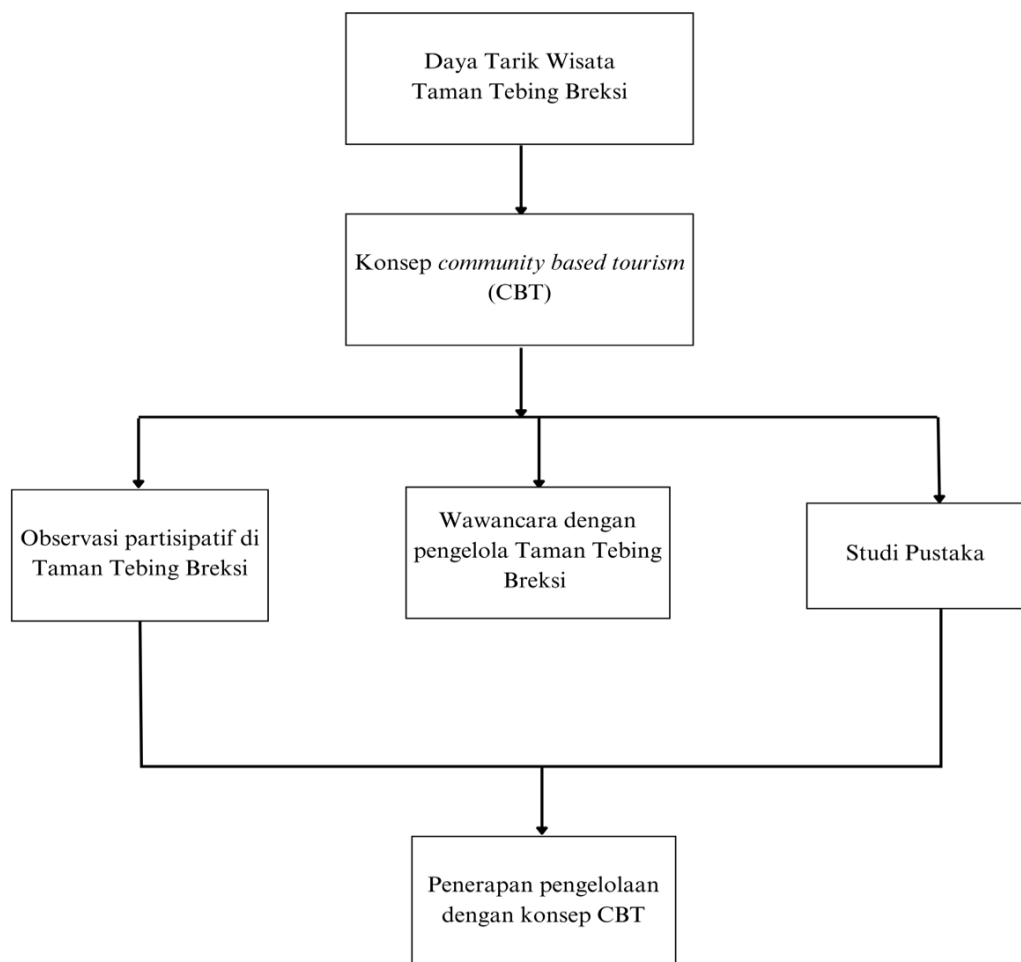 Daya Tarik Wisata
Taman Tebing Breksi
Konsep community based tourism
(CBT)
Observasi partisipatif di
Taman Tebing Breksi
Wawancara dengan
pengelola Taman Tebing
Breksi
Studi Pustaka
Penerapan pengelolaan
dengan konsep CBT